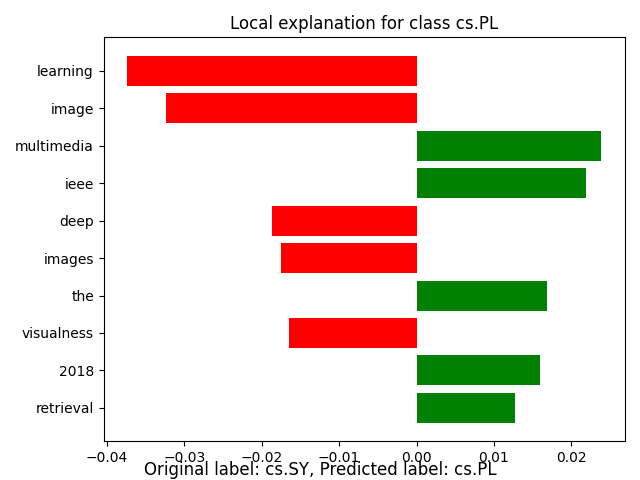 Local explanation for class cs.PL
learning
image
multimedia
ieee
deep
images
the
visualness
2018
retrieval
−0.04 −0.03 −0.02 −0.01 0.00 0.01 0.02
Original label: cs.SY, Predicted label: cs.PL